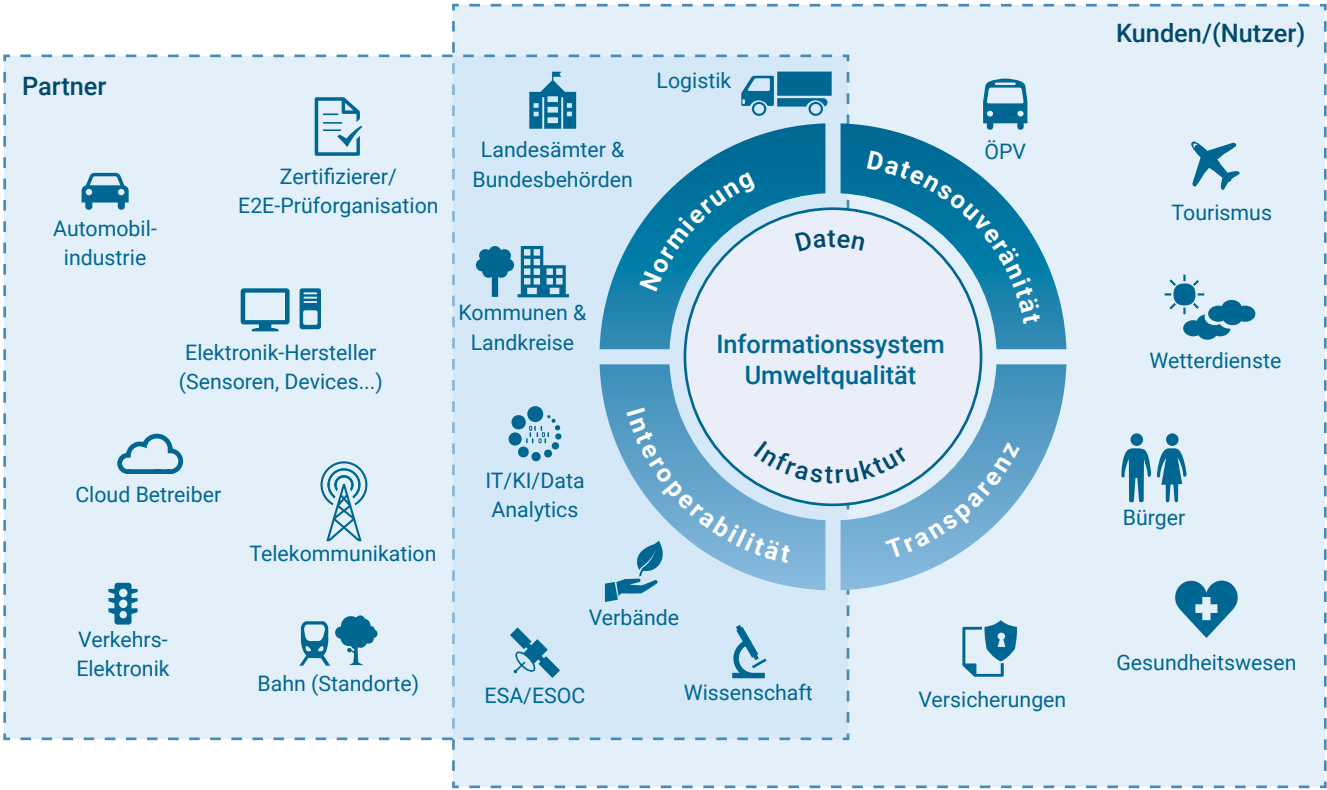 Kunden/(Nutzer)
Partner
Logistik
Landesämter &
Bundesbehörden
ÖPV
Zertifizierer/
E2E-Prüforganisation
Automobil-
industrie
Tourismus
Normierung
Datensouveränität
Daten
Informationssystem
Umweltqualität
Infrastruktur
Interoperabilität
Transparenz
Kommunen &
Landkreise
Elektronik-Hersteller
(Sensoren, Devices...)
Wetterdienste
IT/KI/Data
Analytics
Cloud Betreiber
Telekommunikation
Bürger
Verbände
Verkehrs-
Elektronik
Bahn (Standorte)
ESA/ESOC
Wissenschaft
Versicherungen
Gesundheitswesen